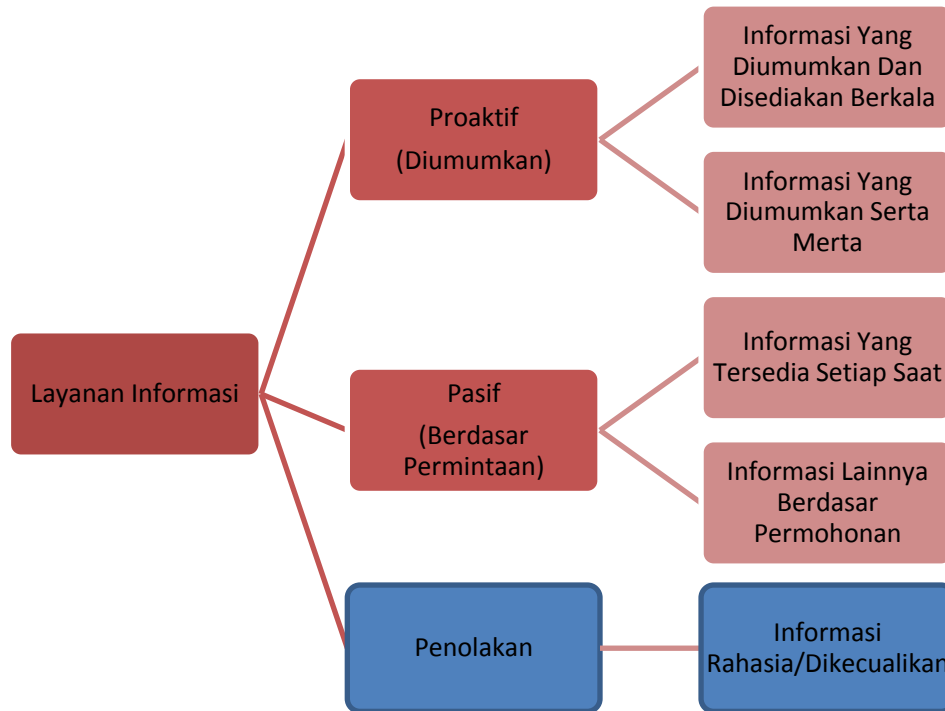 Layanan Informasi
Proaktif
(Diumumkan)
Informasi Yang
Diumumkan Dan
Disediakan Berkala
Informasi Yang
Diumumkan Serta
Merta
Pasif
(Berdasar
Permintaan)
Informasi Yang
Tersedia Setiap Saat
Informasi Lainnya
Berdasar
Permohonan
Penolakan
Informasi
Rahasia/Dikecualikan